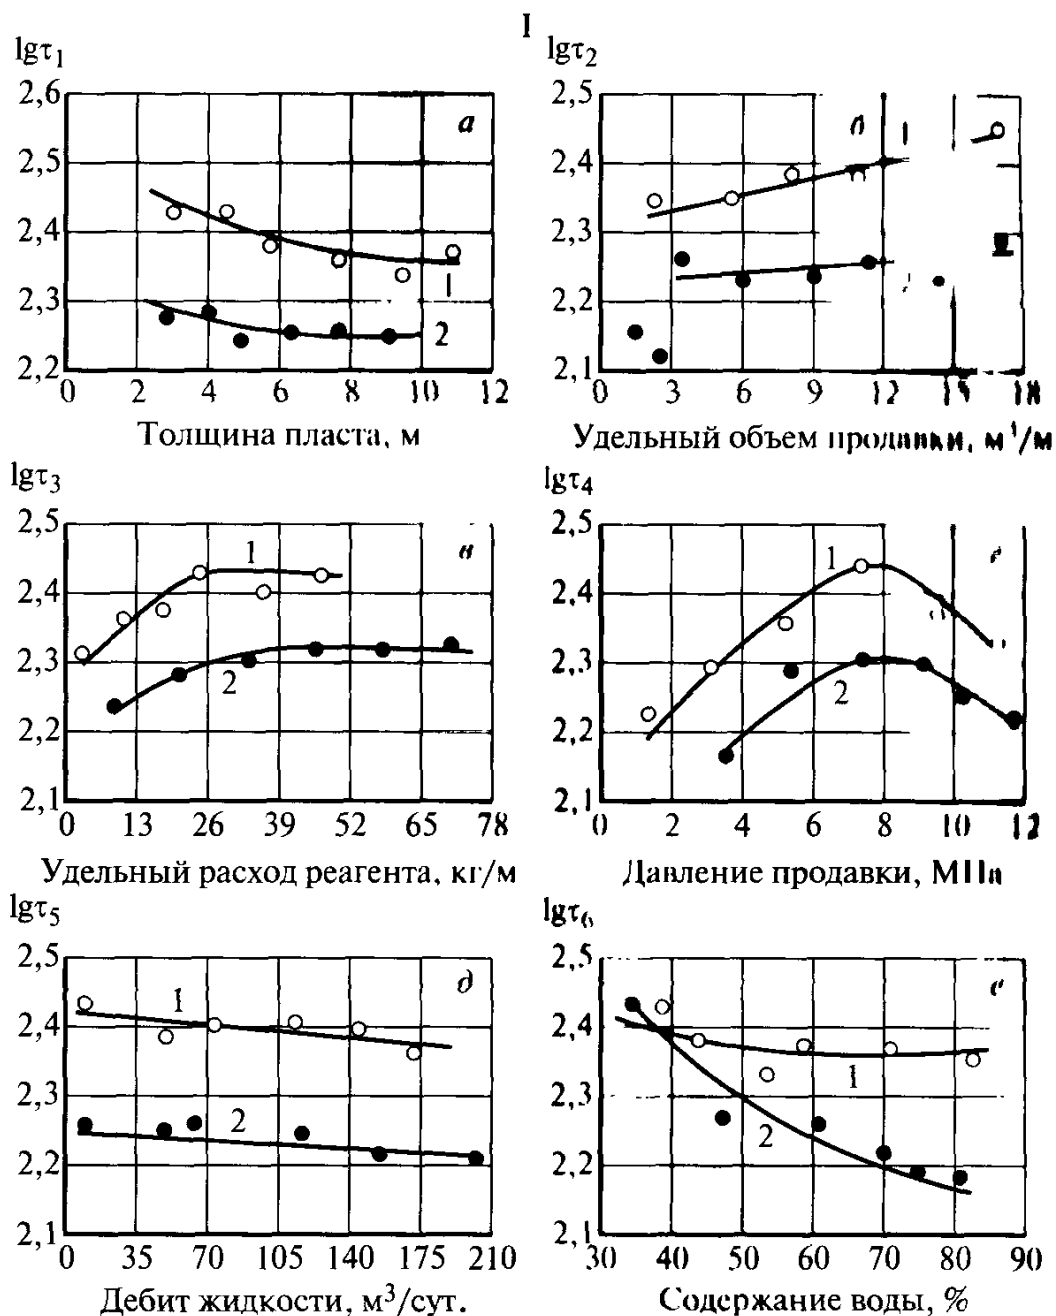 I
lgτ1
2,6
2,5
2,4
2,3
2,2
а
1
2
0 2 4 6 8 10 12
Толщина пласта, м
lgτ2
2,5
2,4
2,3
2,2
2,1
б
1
0 3 6 9 12 15 18
Удельный объем продавки, м³/м
lgτ3
2,5
2,4
2,3
2,2
2,1
в
1
2
0 13 26 39 52 65 78
Удельный расход реагента, кг/м
lgτ4
2,5
2,4
2,3
2,2
2,1
г
1
2
0 2 4 6 8 10 12
Давление продавки, МПа
lgτ5
2,5
2,4
2,3
2,2
2,1
д
1
2
0 35 70 105 140 175 210
Дебит жидкости, м³/сут.
lgτ6
2,5
2,4
2,3
2,2
2,1
е
1
2
30 40 50 60 70 80 90
Содержание воды, %